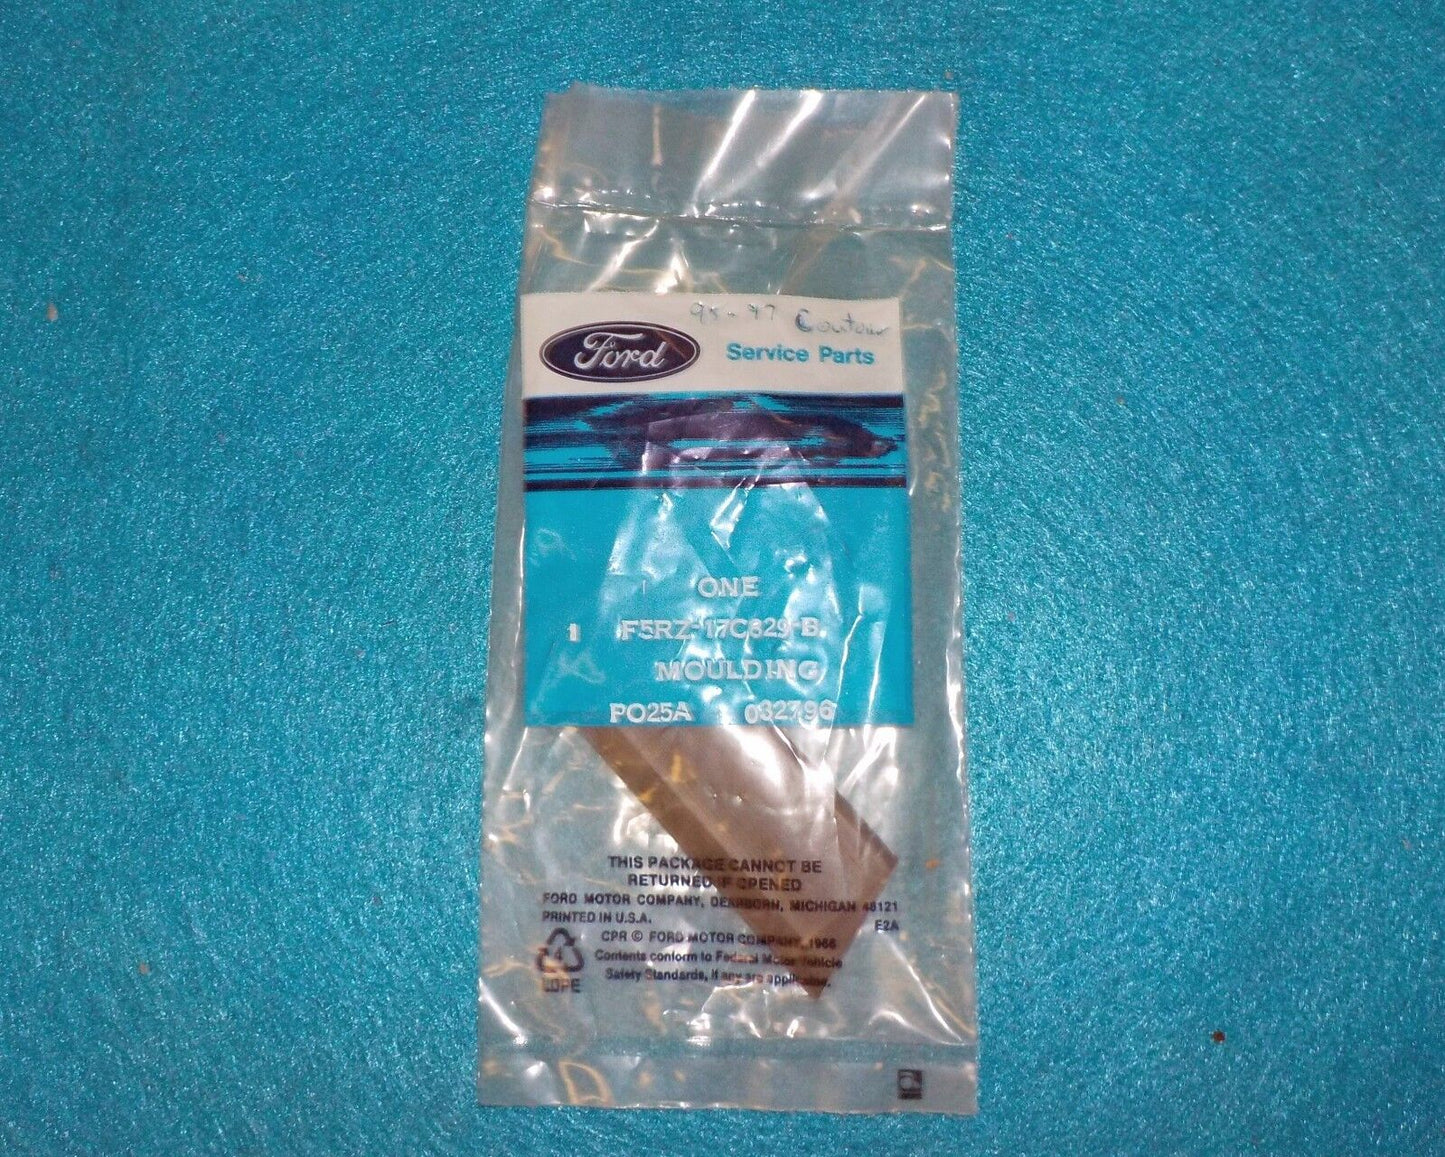 95-97 Contour
Ford
Service Parts
ONE
1 F5RZ-17C829-B
MOULDING
PO25A 032796
THIS PACKAGE CANNOT BE
RETURNED IF OPENED
FORD MOTOR COMPANY, DEARBORN, MICHIGAN 48121
PRINTED IN U.S.A. E2A
CPR © FORD MOTOR COMPANY, 1986
4
LDPE
Contents conform to Federal Motor Vehicle
Safety Standards, if any are applicable.